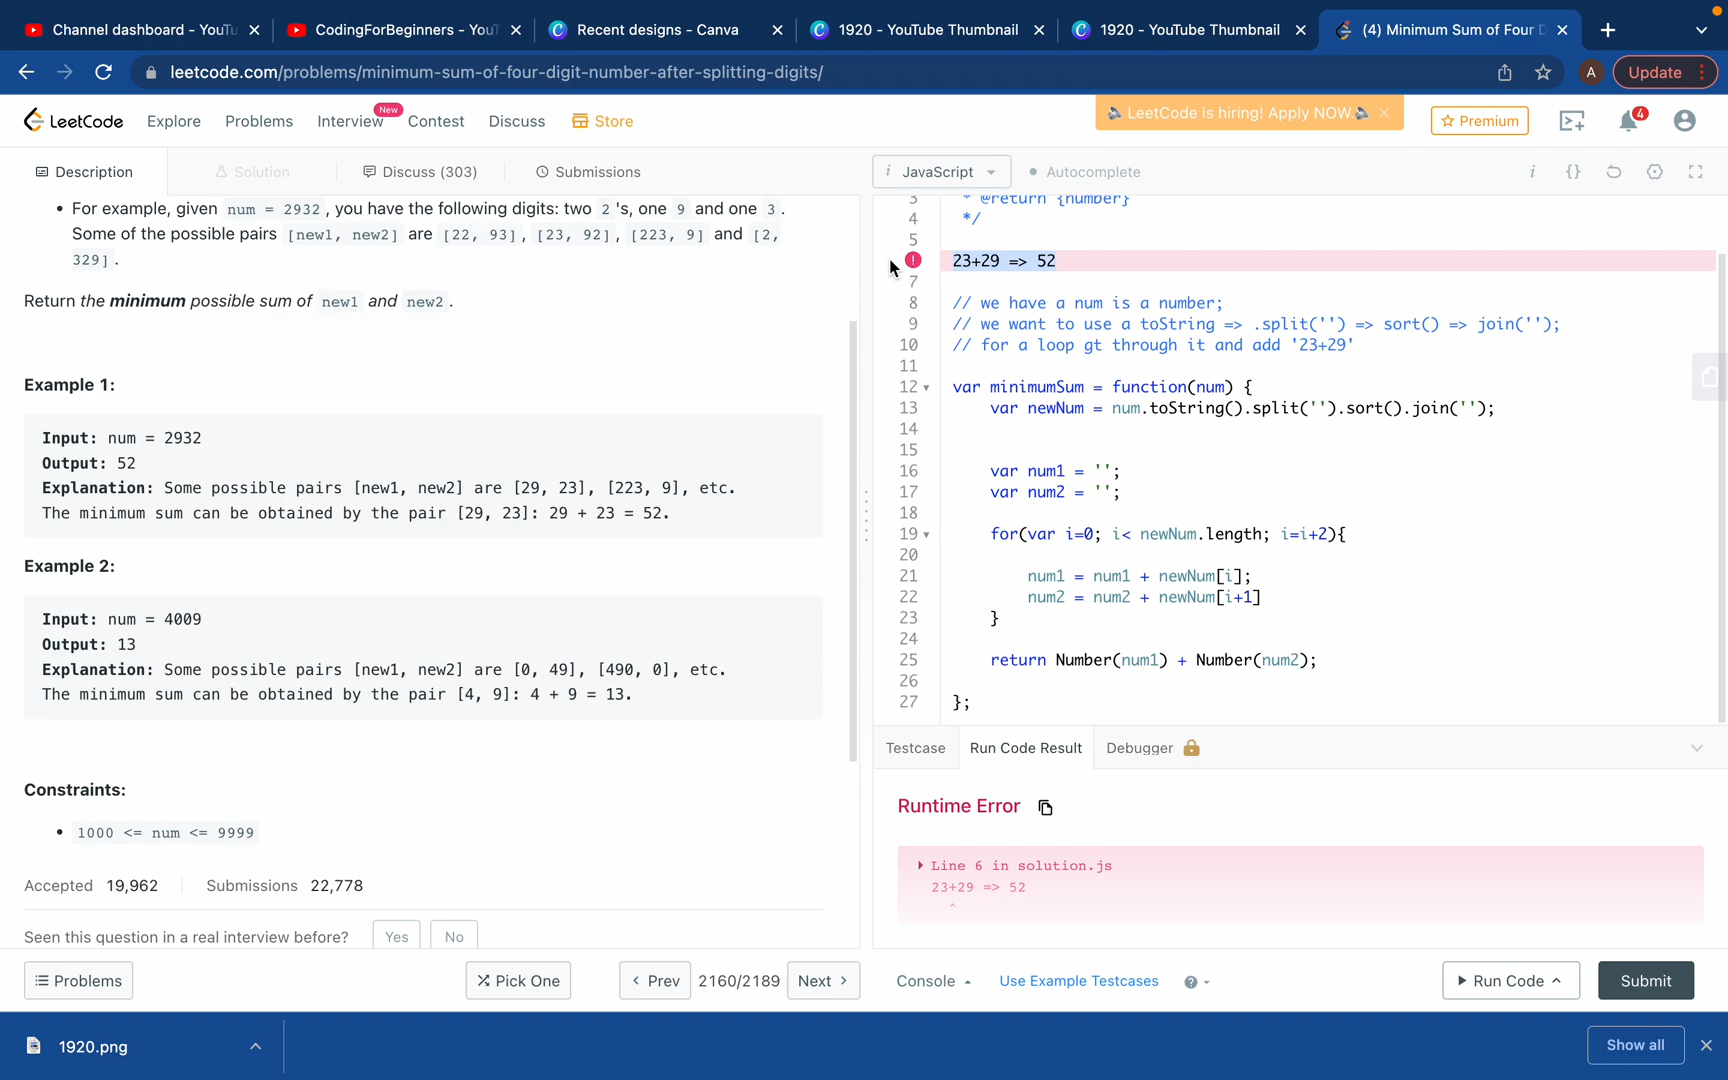 Channel dashboard - YouTu
CodingForBeginners - YouT
Recent designs - Canva
1920 - YouTube Thumbnail
1920 - YouTube Thumbnail
(4) Minimum Sum of Four D
leetcode.com/problems/minimum-sum-of-four-digit-number-after-splitting-digits/
A
Update
LeetCode
Explore
Problems
Interview
New
Contest
Discuss
Store
LeetCode is hiring! Apply NOW.
Premium
4
Description
Solution
Discuss (303)
Submissions
i JavaScript
Autocomplete
• For example, given num = 2932, you have the following digits: two 2's, one 9 and one 3.
Some of the possible pairs [new1, new2] are [22, 93], [23, 92], [223, 9] and [2,
329].
Return the minimum possible sum of new1 and new2.
Example 1:
Input: num = 2932
Output: 52
Explanation: Some possible pairs [new1, new2] are [29, 23], [223, 9], etc.
The minimum sum can be obtained by the pair [29, 23]: 29 + 23 = 52.
Example 2:
Input: num = 4009
Output: 13
Explanation: Some possible pairs [new1, new2] are [0, 49], [490, 0], etc.
The minimum sum can be obtained by the pair [4, 9]: 4 + 9 = 13.
Constraints:
• 1000 <= num <= 9999
Accepted 19,962
Submissions 22,778
Seen this question in a real interview before?
Yes
No
3 * @return {number}
4 */
5
23+29 => 52
7
8 // we have a num is a number;
9 // we want to use a toString => .split('') => sort() => join('');
10 // for a loop gt through it and add '23+29'
11
12 var minimumSum = function(num) {
13 var newNum = num.toString().split('').sort().join('');
14
15
16 var num1 = '';
17 var num2 = '';
18
19 for(var i=0; i< newNum.length; i=i+2){
20
21 num1 = num1 + newNum[i];
22 num2 = num2 + newNum[i+1]
23 }
24
25 return Number(num1) + Number(num2);
26
27 };
Testcase
Run Code Result
Debugger
Runtime Error
Line 6 in solution.js
23+29 => 52
^
Problems
Pick One
Prev
2160/2189
Next
Console
Use Example Testcases
Run Code
Submit
1920.png
Show all